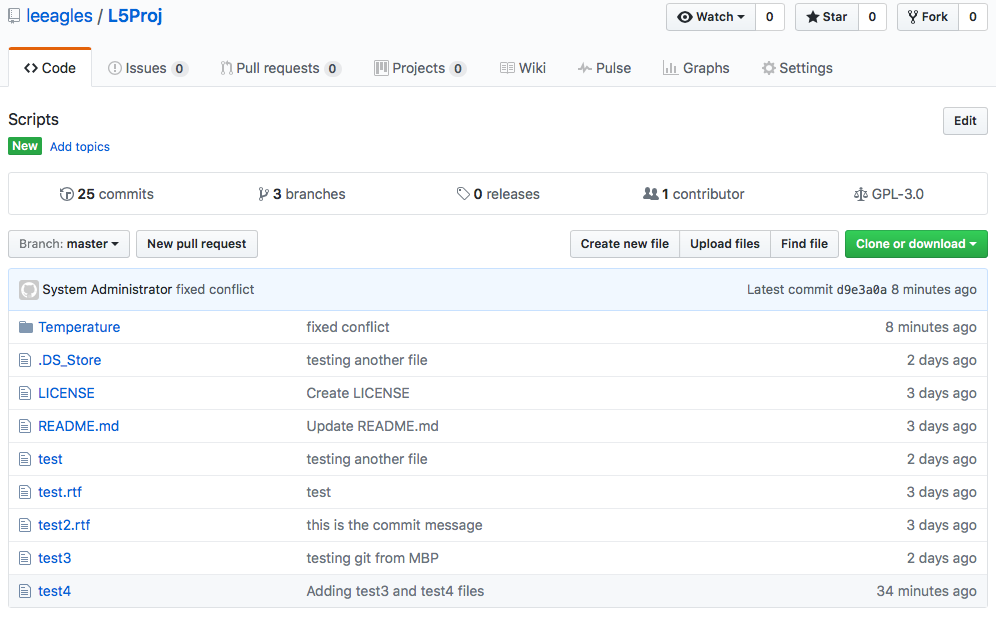 leeagles / L5Proj Watch 0 Star 0 Fork 0
Code Issues 0 Pull requests 0 Projects 0 Wiki Pulse Graphs Settings
Scripts Edit
New Add topics
25 commits 3 branches 0 releases 1 contributor GPL-3.0
Branch: master New pull request Create new file Upload files Find file Clone or download
System Administrator fixed conflict Latest commit d9e3a0a 8 minutes ago
Temperature fixed conflict 8 minutes ago
.DS_Store testing another file 2 days ago
LICENSE Create LICENSE 3 days ago
README.md Update README.md 3 days ago
test testing another file 2 days ago
test.rtf test 3 days ago
test2.rtf this is the commit message 3 days ago
test3 testing git from MBP 2 days ago
test4 Adding test3 and test4 files 34 minutes ago